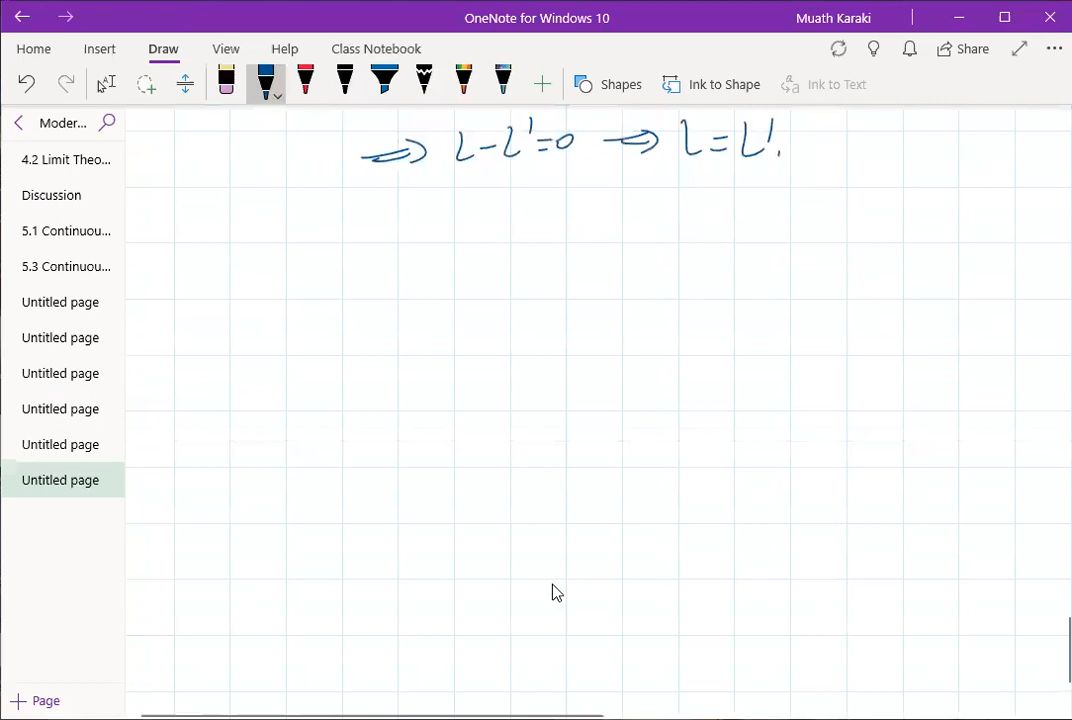 OneNote for Windows 10
Muath Karaki
Home Insert Draw View Help Class Notebook
Share
Shapes Ink to Shape Ink to Text
Moder...
⇒ L - L' = 0 ⇒ L = L'.
4.2 Limit Theo...
Discussion
5.1 Continuou...
5.3 Continuou...
Untitled page
Untitled page
Untitled page
Untitled page
Untitled page
Untitled page
+ Page